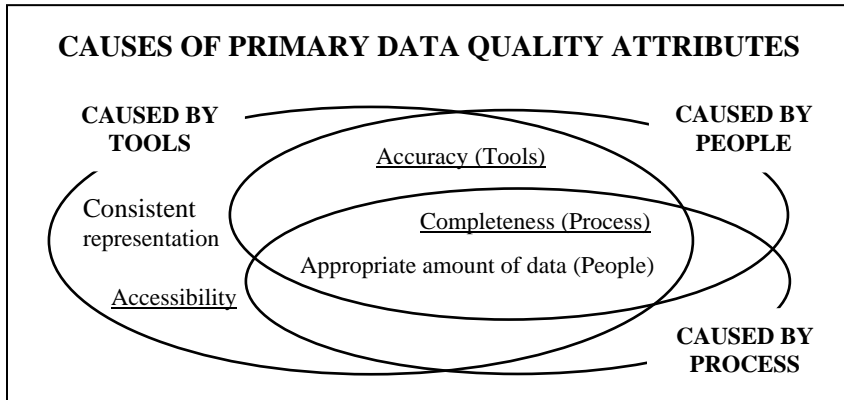 CAUSES OF PRIMARY DATA QUALITY ATTRIBUTES
CAUSED BY
TOOLS
CAUSED BY
PEOPLE
Accuracy (Tools)
Consistent
representation
Completeness (Process)
Appropriate amount of data (People)
Accessibility
CAUSED BY
PROCESS